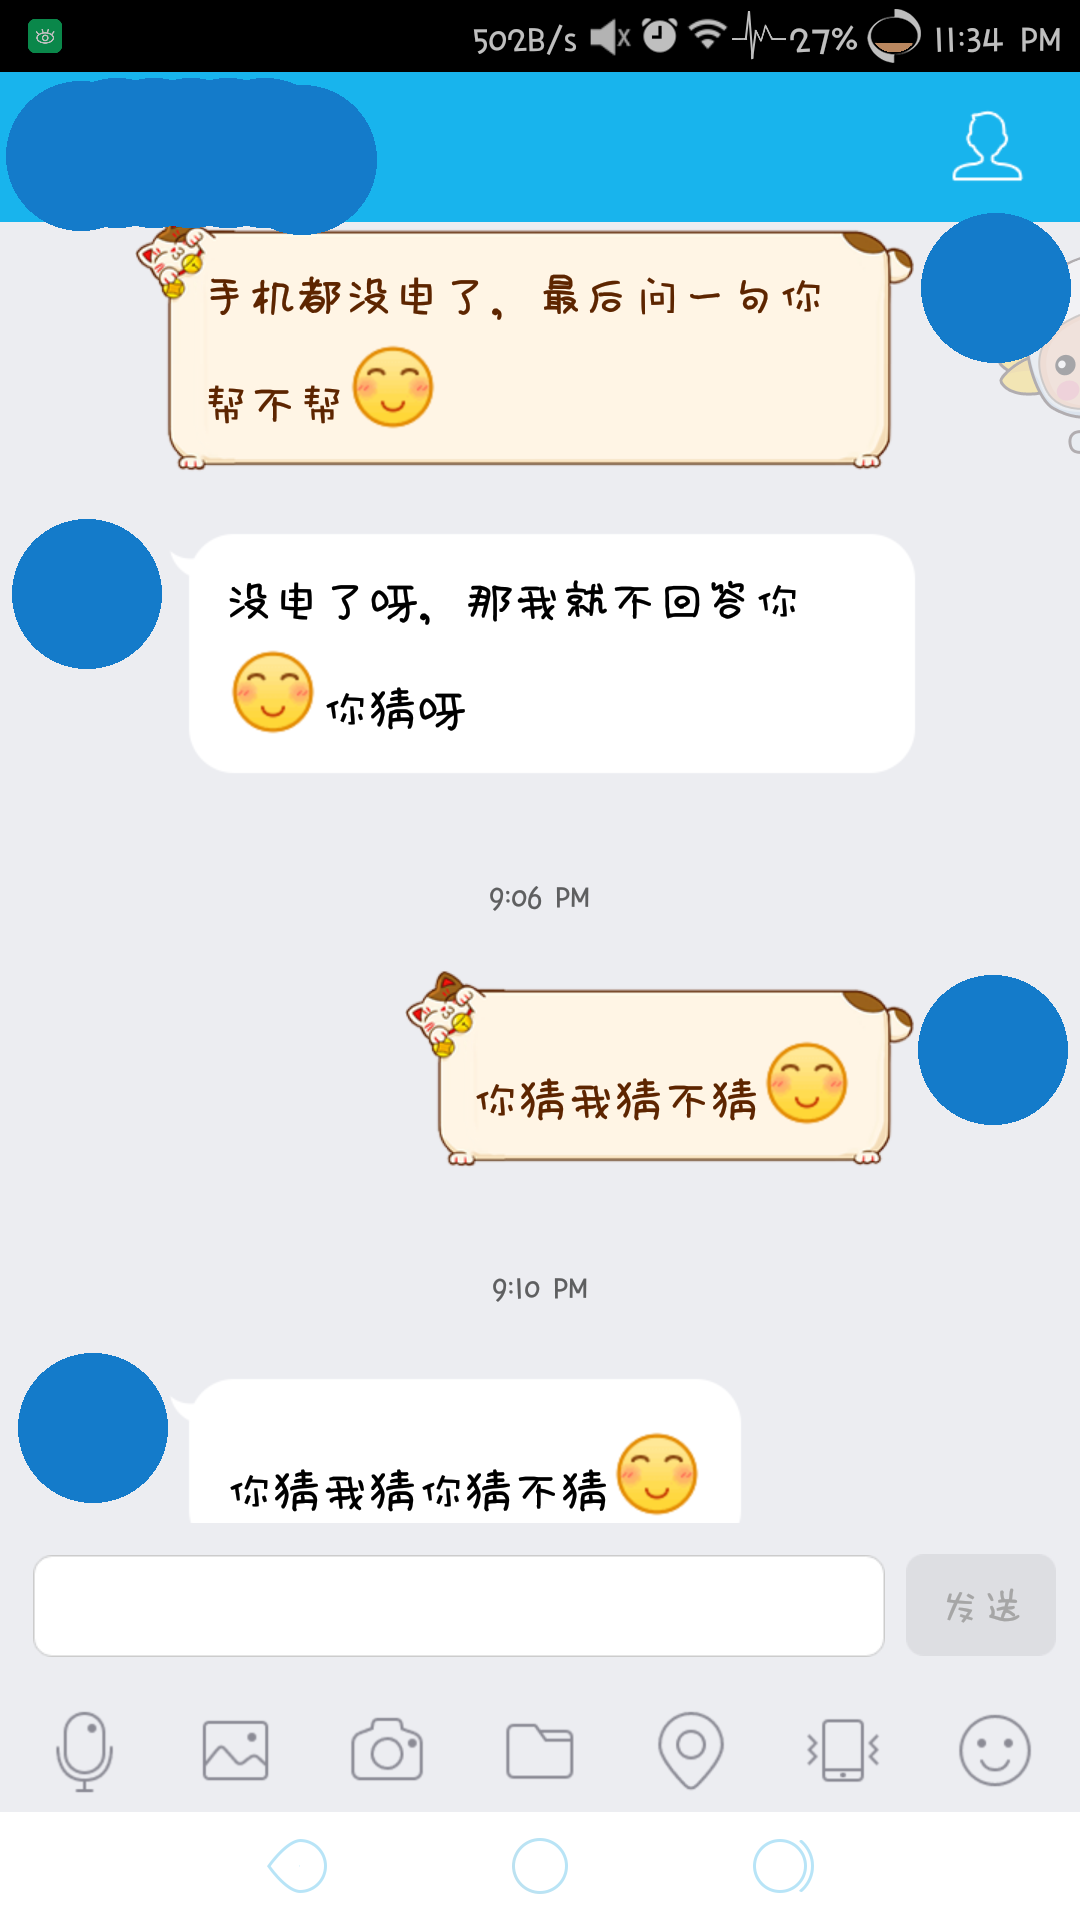 502B/s 27% 11:34 PM
手机都没电了，最后问一句你
帮不帮
没电了呀，那我就不回答你
你猜呀
9:06 PM
你猜我猜不猜
9:10 PM
你猜我猜你猜不猜
发送